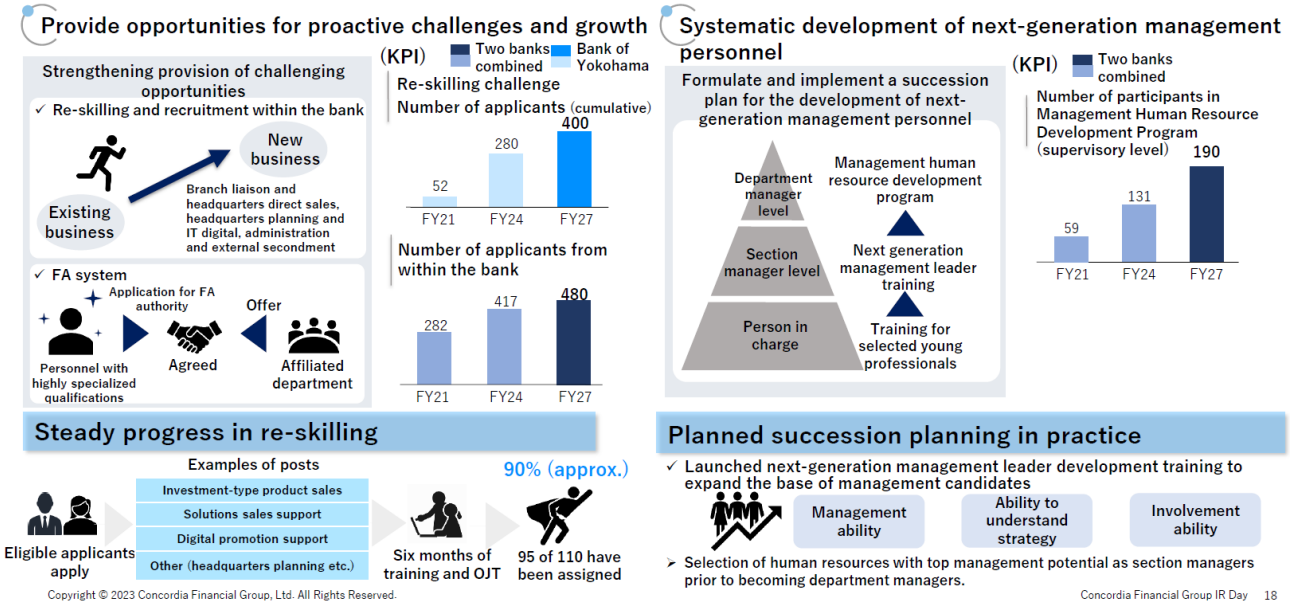 Provide opportunities for proactive challenges and growth
Strengthening provision of challenging
opportunities
✓ Re-skilling and recruitment within the bank
New
business
Existing
business
Branch liaison and
headquarters direct sales,
headquarters planning and
IT digital, administration
and external secondment
✓ FA system
Application for FA
authority
Offer
Agreed
Personnel with
highly specialized
qualifications
Affiliated
department
(KPI)
Two banks
combined
Bank of
Yokohama
Re-skilling challenge
Number of applicants (cumulative)
52
280
400
FY21
FY24
FY27
Number of applicants from
within the bank
282
417
480
FY21
FY24
FY27
Steady progress in re-skilling
Examples of posts
Investment-type product sales
Solutions sales support
Digital promotion support
Other (headquarters planning etc.)
Eligible applicants
apply
Six months of
training and OJT
90% (approx.)
95 of 110 have
been assigned
Copyright © 2023 Concordia Financial Group, Ltd. All Rights Reserved.
Systematic development of next-generation management
personnel
Formulate and implement a succession
plan for the development of next-
generation management personnel
Department
manager
level
Section
manager level
Person in
charge
Management human
resource development
program
Next generation
management leader
training
Training for
selected young
professionals
(KPI)
Two banks
combined
Number of participants in
Management Human Resource
Development Program
(supervisory level)
59
131
190
FY21
FY24
FY27
Planned succession planning in practice
✓ Launched next-generation management leader development training to
expand the base of management candidates
Management
ability
Ability to
understand
strategy
Involvement
ability
➢ Selection of human resources with top management potential as section managers
prior to becoming department managers.
Concordia Financial Group IR Day 18